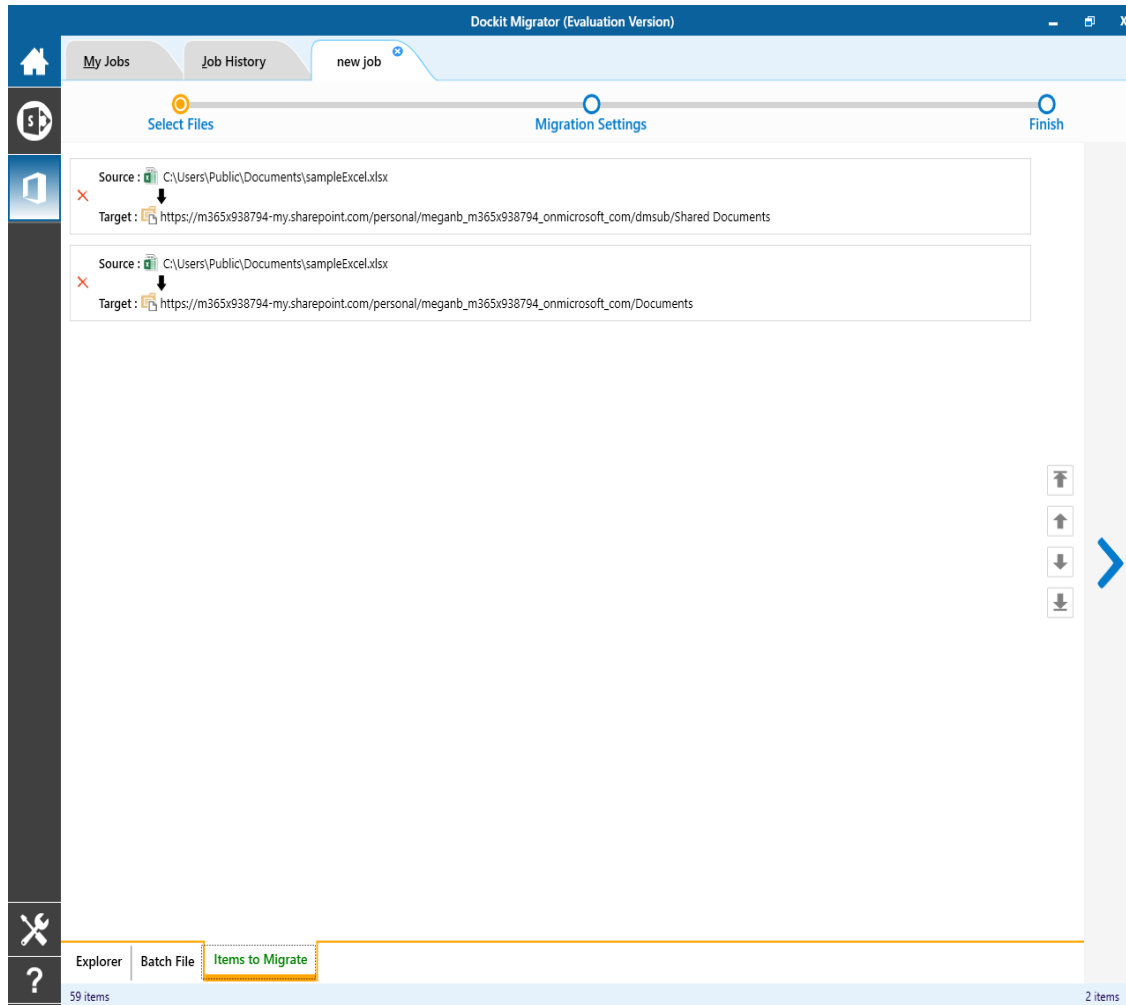 Dockit Migrator (Evaluation Version)
My Jobs
Job History
new job
Select Files
Migration Settings
Finish
Source : C:\Users\Public\Documents\sampleExcel.xlsx
Target : https://m365x938794-my.sharepoint.com/personal/meganb_m365x938794_onmicrosoft_com/dmsub/Shared Documents
Source : C:\Users\Public\Documents\sampleExcel.xlsx
Target : https://m365x938794-my.sharepoint.com/personal/meganb_m365x938794_onmicrosoft_com/Documents
Explorer
Batch File
Items to Migrate
59 items
2 items